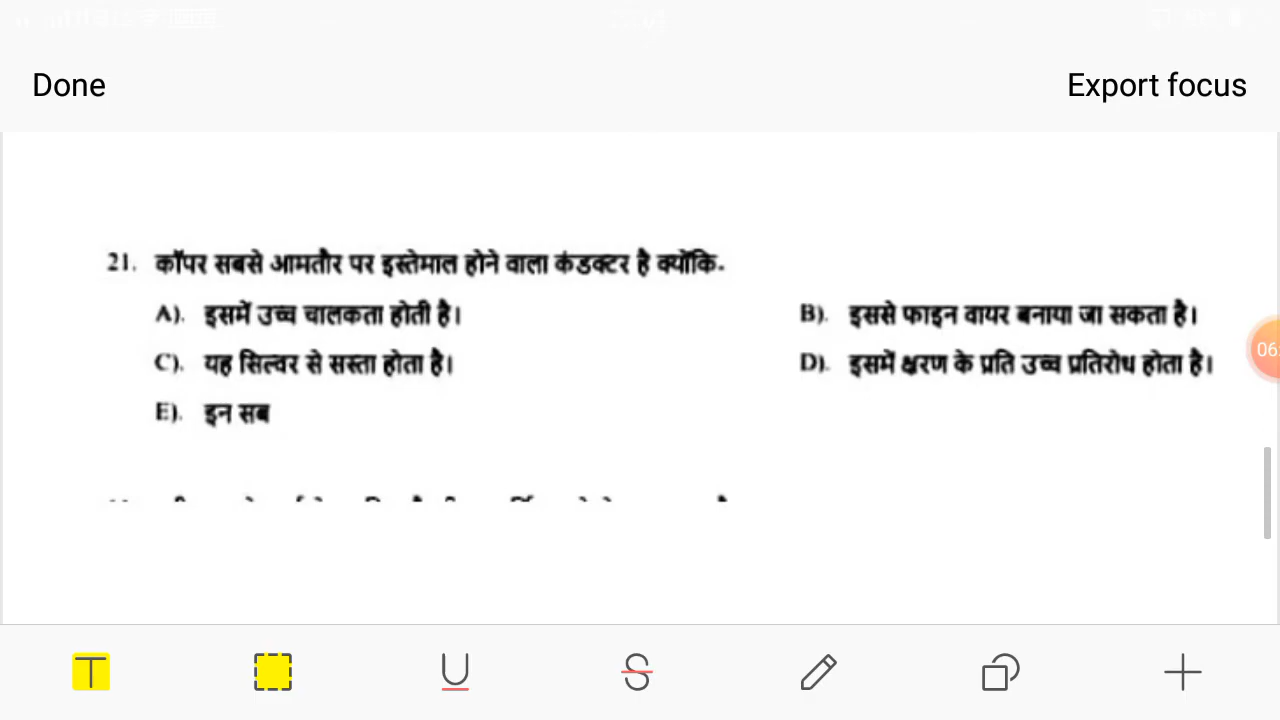 Done
Export focus
21. कॉपर सबसे आमतौर पर इस्तेमाल होने वाला कंडक्टर है क्योंकि-
A). इसमें उच्च चालकता होती है।
B). इससे फाइन वायर बनाया जा सकता है।
C). यह सिल्वर से सस्ता होता है।
D). इसमें क्षरण के प्रति उच्च प्रतिरोध होता है।
E). इन सब
06: